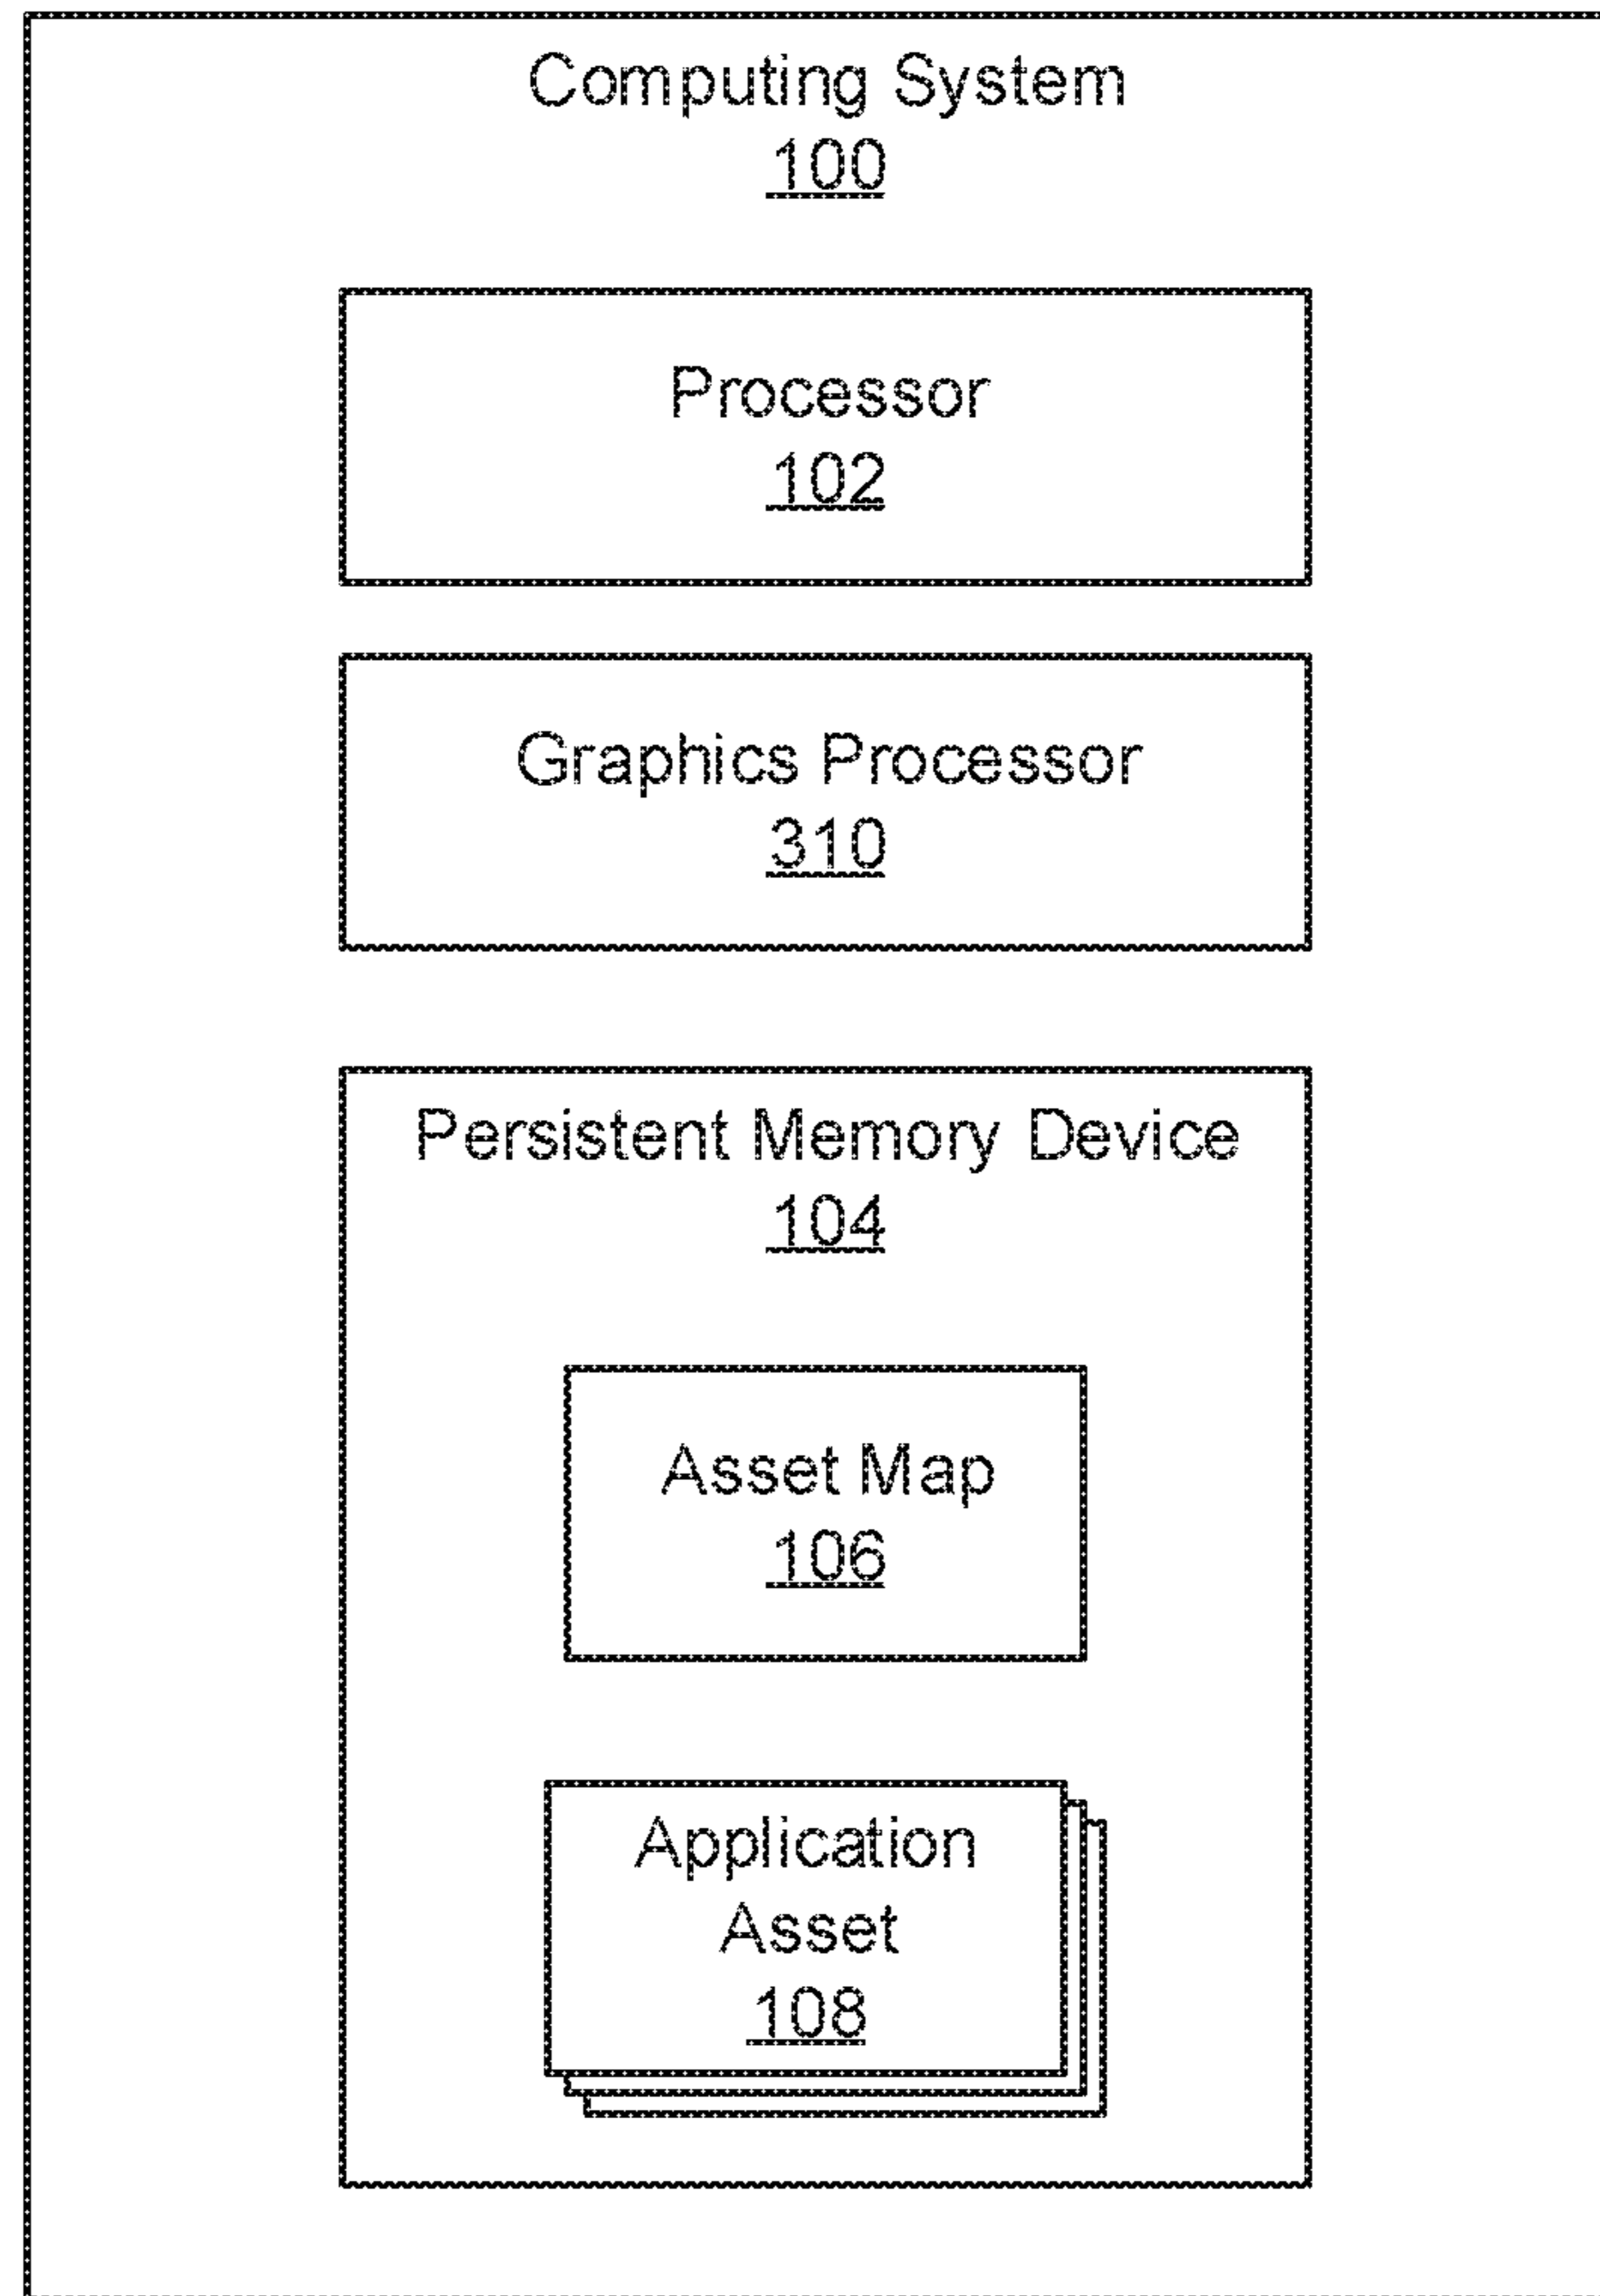 Computing System
100
Processor
102
Graphics Processor
310
Persistent Memory Device
104
Asset Map
106
Application
Asset
108